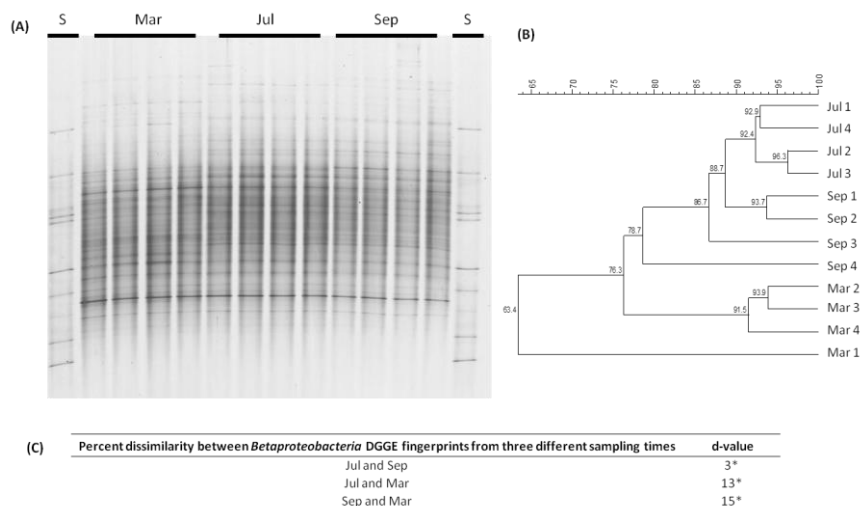 S Mar Jul Sep S
(A)
(B)
65 70 75 80 85 90 95 100
92.9 Jul 1
92.4 Jul 4
96.3 Jul 2
Jul 3
88.7
93.7 Sep 1
86.7 Sep 2
78.7 Sep 3
76.3 Sep 4
93.9 Mar 2
91.5 Mar 3
63.4 Mar 4
Mar 1
(C) Percent dissimilarity between Betaproteobacteria DGGE fingerprints from three different sampling times d-value
Jul and Sep 3*
Jul and Mar 13*
Sep and Mar 15*